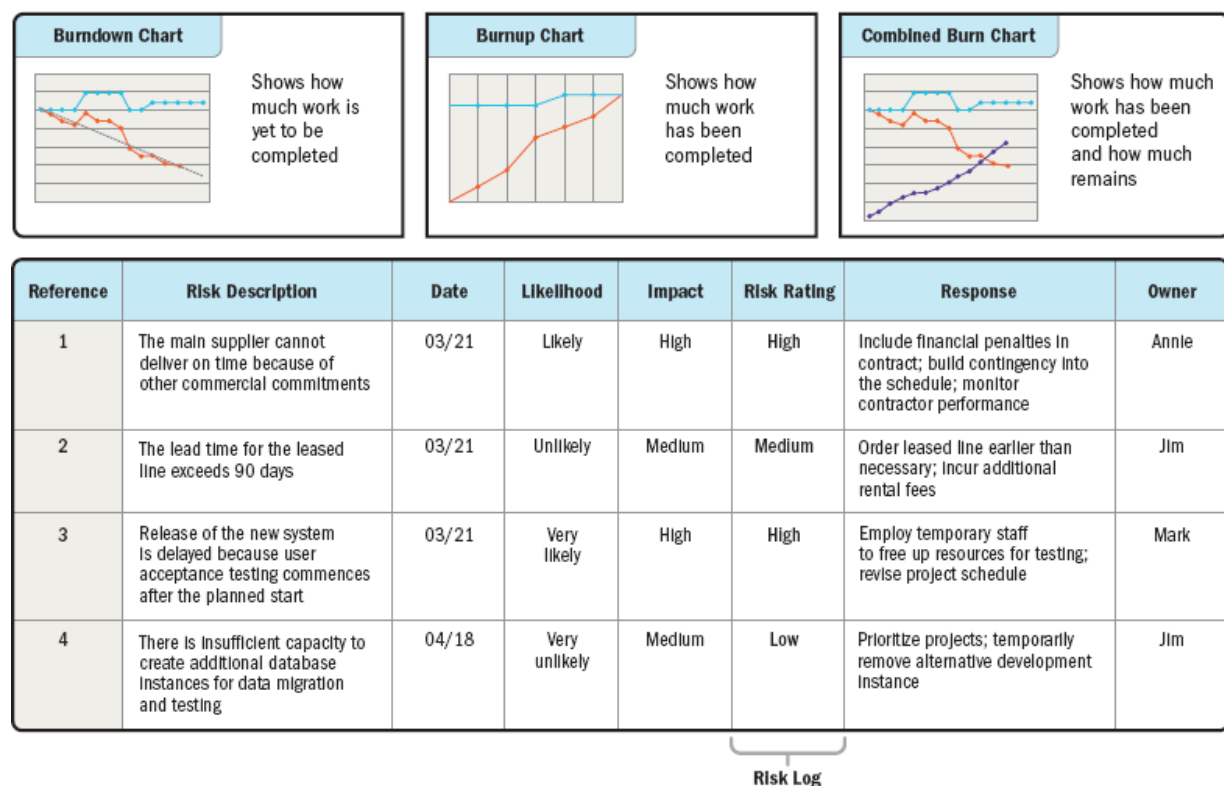 Burndown Chart
Shows how
much work is
yet to be
completed
Burnup Chart
Shows how
much work
has been
completed
Combined Burn Chart
Shows how much
work has been
completed
and how much
remains
Reference Risk Description Date Likelihood Impact Risk Rating Response Owner
1
The main supplier cannot
deliver on time because of
other commercial commitments
03/21
Likely
High
High
Include financial penalties in
contract; build contingency into
the schedule; monitor
contractor performance
Annie
2
The lead time for the leased
line exceeds 90 days
03/21
Unlikely
Medium
Medium
Order leased line earlier than
necessary; incur additional
rental fees
Jim
3
Release of the new system
is delayed because user
acceptance testing commences
after the planned start
03/21
Very
likely
High
High
Employ temporary staff
to free up resources for testing;
revise project schedule
Mark
4
There is insufficient capacity to
create additional database
instances for data migration
and testing
04/18
Very
unlikely
Medium
Low
Prioritize projects; temporarily
remove alternative development
instance
Jim
Risk Log